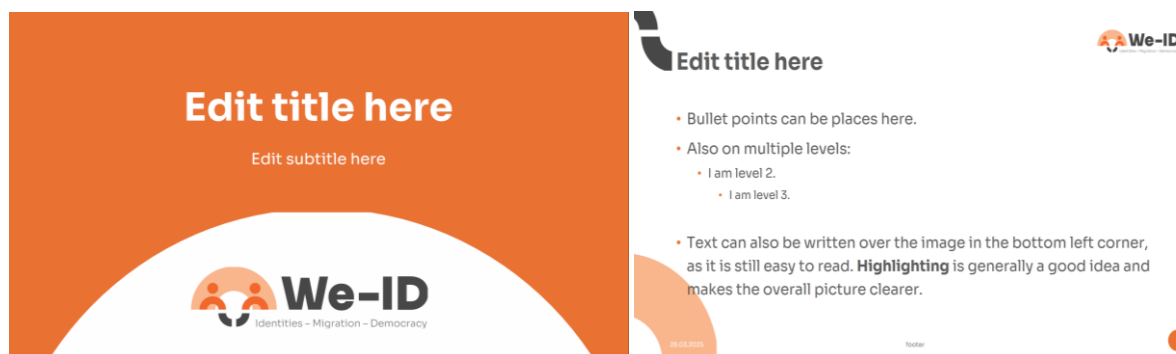 Edit title here
Edit subtitle here
We-ID
Identities – Migration – Democracy
Edit title here
We-ID
Identities – Migration – Democracy
• Bullet points can be places here.
• Also on multiple levels:
• I am level 2.
• I am level 3.
• Text can also be written over the image in the bottom left corner,
as it is still easy to read. Highlighting is generally a good idea and
makes the overall picture clearer.
28.03.2025
footer